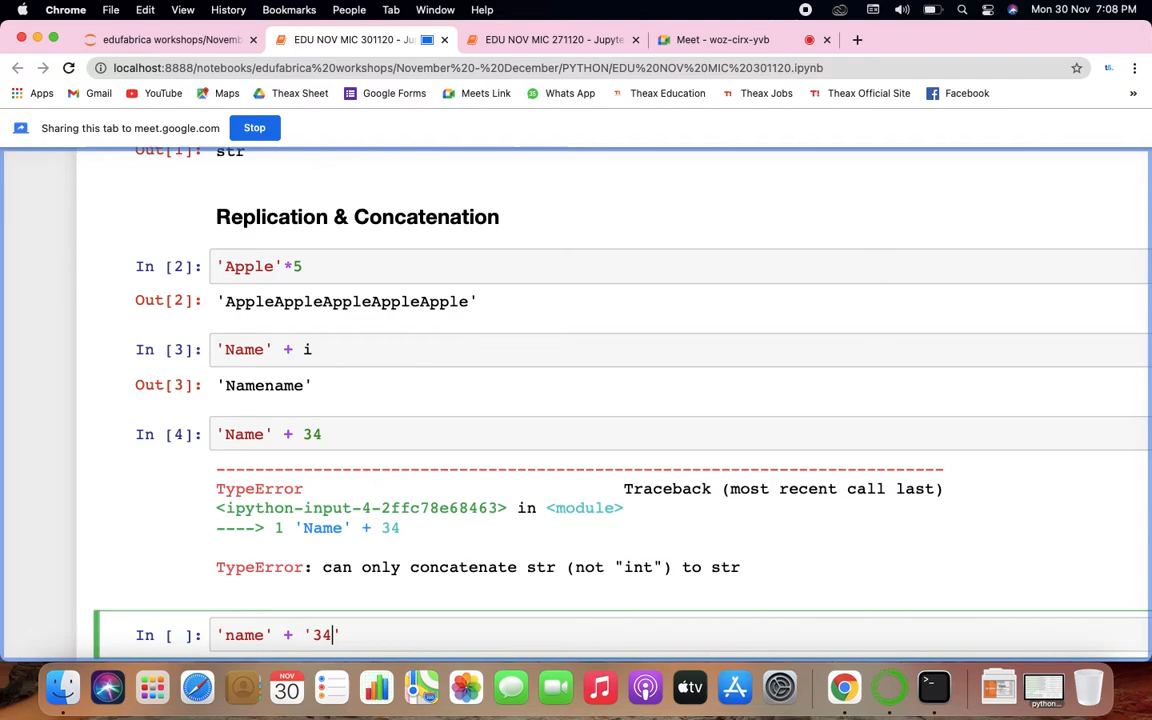 Chrome File Edit View History Bookmarks People Tab Window Help Mon 30 Nov 7:08 PM
edufabrica workshops/Novemb × EDU NOV MIC 301120 - Ju × EDU NOV MIC 271120 - Jupyte × Meet - woz-cirx-yvb × +
localhost:8888/notebooks/edufabrica%20workshops/November%20-%20December/PYTHON/EDU%20NOV%20MIC%20301120.ipynb
Apps Gmail YouTube Maps Theax Sheet Google Forms Meets Link Whats App Theax Education Theax Jobs Theax Official Site Facebook »
Sharing this tab to meet.google.com Stop
Out[1]: str
Replication & Concatenation
In [2]: 'Apple'*5
Out[2]: 'AppleAppleAppleAppleApple'
In [3]: 'Name' + i
Out[3]: 'Namename'
In [4]: 'Name' + 34
---------------------------------------------------------------------------
TypeError Traceback (most recent call last)
<ipython-input-4-2ffc78e68463> in <module>
----> 1 'Name' + 34
TypeError: can only concatenate str (not "int") to str
In [ ]: 'name' + '34'
NOV
30
tv
python...